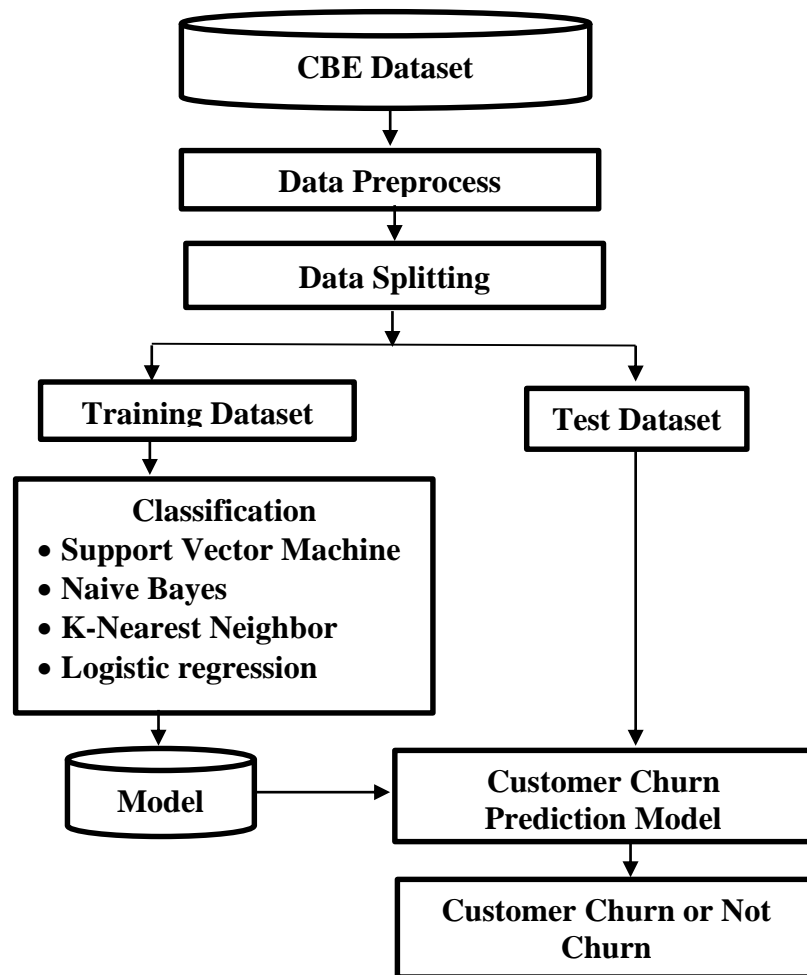 CBE Dataset
Data Preprocess
Data Splitting
Training Dataset
Test Dataset
Classification
• Support Vector Machine
• Naive Bayes
• K-Nearest Neighbor
• Logistic regression
Model
Customer Churn
Prediction Model
Customer Churn or Not
Churn